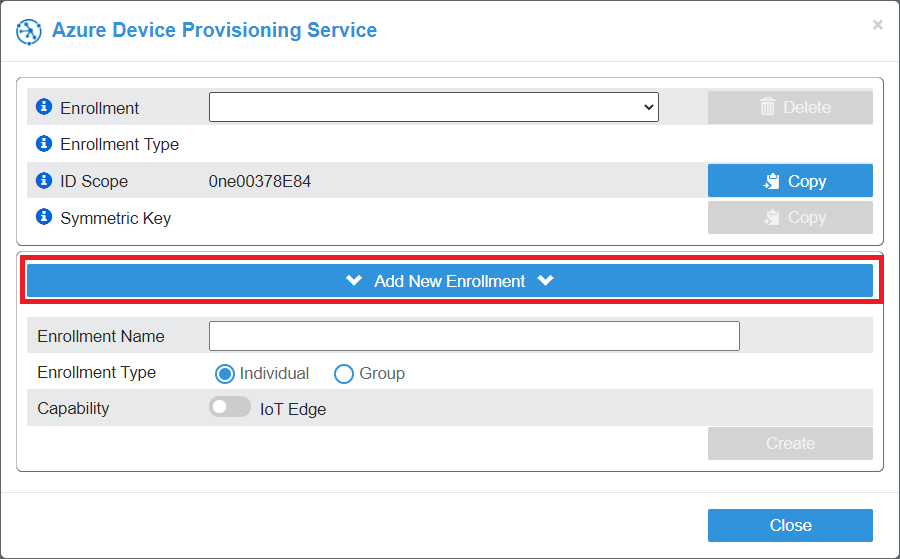 Azure Device Provisioning Service
×
Enrollment
Delete
Enrollment Type
ID Scope 0ne00378E84 Copy
Symmetric Key Copy
Add New Enrollment
Enrollment Name
Enrollment Type Individual Group
Capability IoT Edge
Create
Close